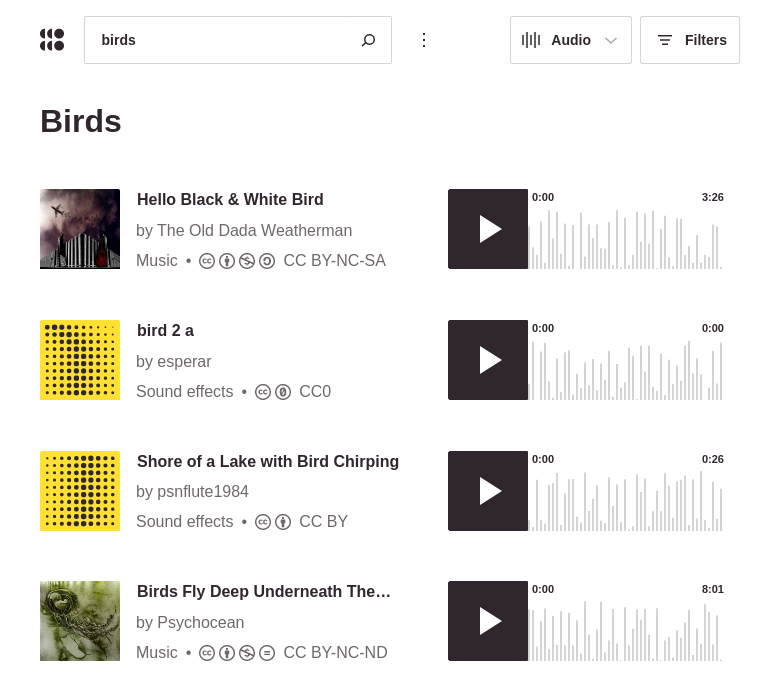 birds
Audio
Filters
Birds
Hello Black & White Bird
by The Old Dada Weatherman
Music • CC BY-NC-SA
0:00 3:26
bird 2 a
by esperar
Sound effects • CC0
0:00 0:00
Shore of a Lake with Bird Chirping
by psnflute1984
Sound effects • CC BY
0:00 0:26
Birds Fly Deep Underneath The…
by Psychocean
Music • CC BY-NC-ND
0:00 8:01